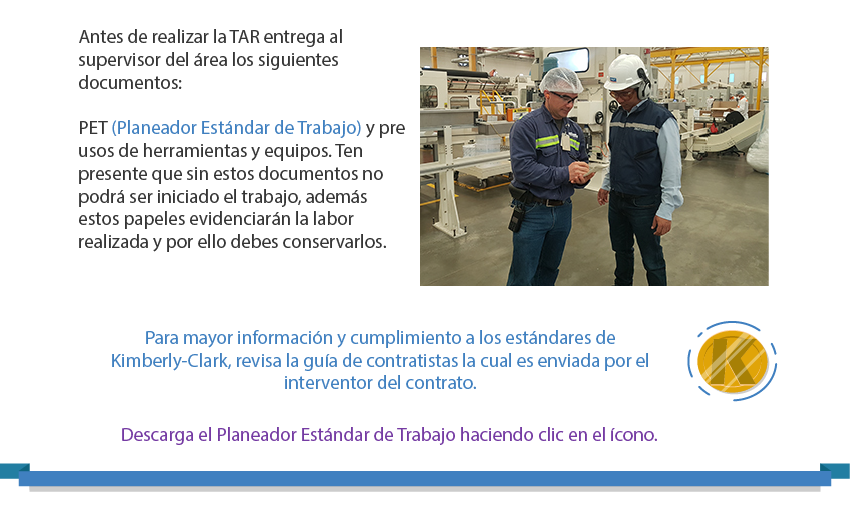 Antes de realizar la TAR entrega al
supervisor del área los siguientes
documentos:
PET (Planeador Estándar de Trabajo) y pre
usos de herramientas y equipos. Ten
presente que sin estos documentos no
podrá ser iniciado el trabajo, además
estos papeles evidenciarán la labor
realizada y por ello debes conservarlos.
Para mayor información y cumplimiento a los estándares de
Kimberly-Clark, revisa la guía de contratistas la cual es enviada por el
interventor del contrato.
K
Descarga el Planeador Estándar de Trabajo haciendo clic en el ícono.